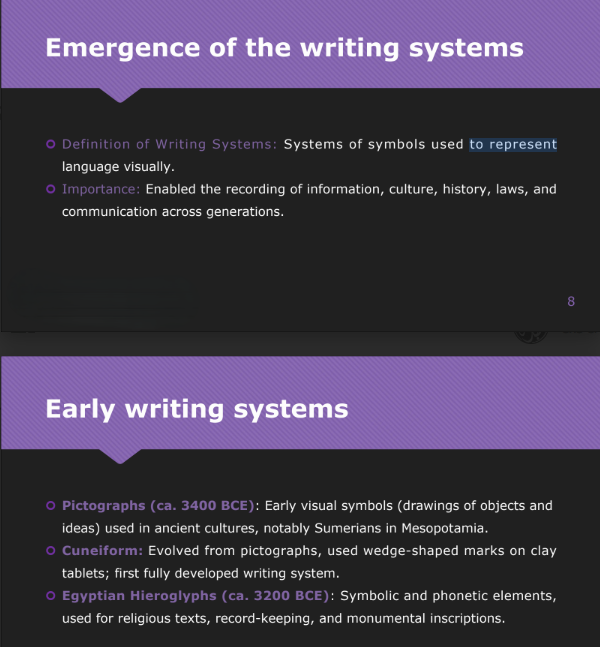 Emergence of the writing systems
Definition of Writing Systems: Systems of symbols used to represent
language visually.
Importance: Enabled the recording of information, culture, history, laws, and
communication across generations.
8
Early writing systems
Pictographs (ca. 3400 BCE): Early visual symbols (drawings of objects and
ideas) used in ancient cultures, notably Sumerians in Mesopotamia.
Cuneiform: Evolved from pictographs, used wedge-shaped marks on clay
tablets; first fully developed writing system.
Egyptian Hieroglyphs (ca. 3200 BCE): Symbolic and phonetic elements,
used for religious texts, record-keeping, and monumental inscriptions.